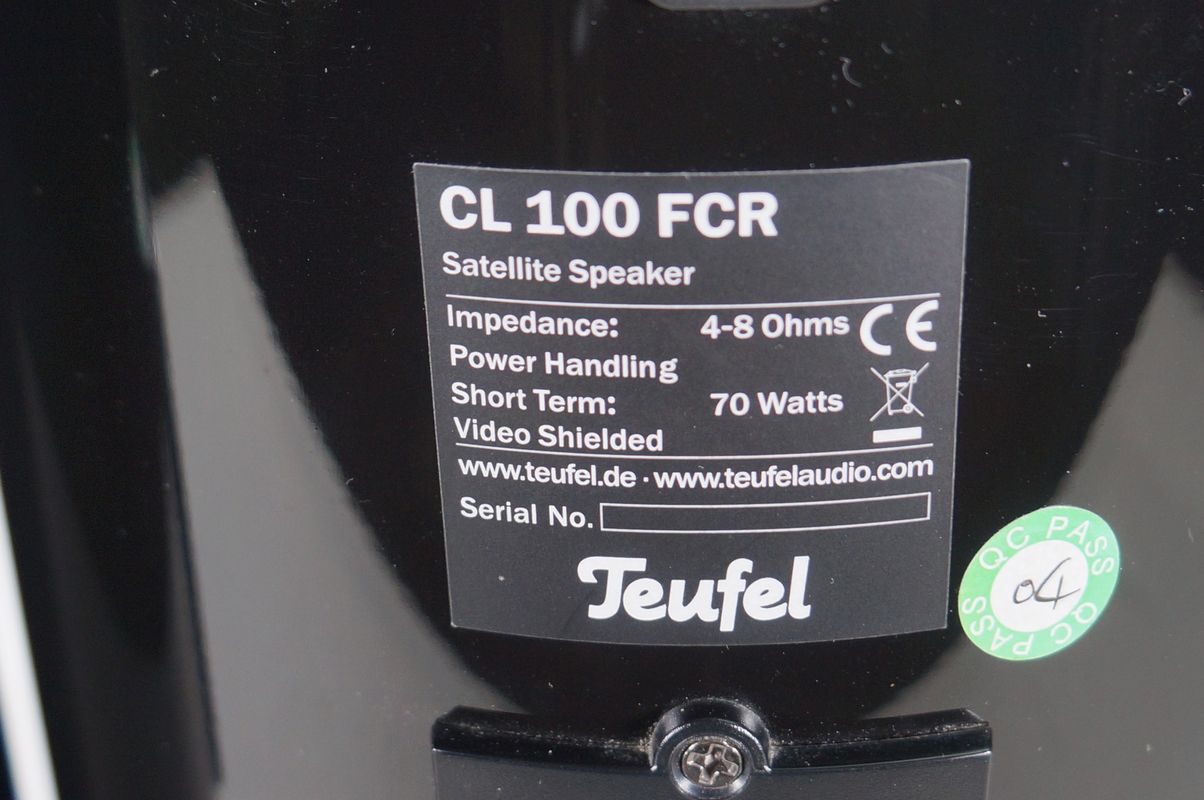 CL 100 FCR
Satellite Speaker
Impedance: 4-8 Ohms CE
Power Handling
Short Term: 70 Watts
Video Shielded
www.teufel.de · www.teufelaudio.com
Serial No.
Teufel
QC PASS
04
QC PASS